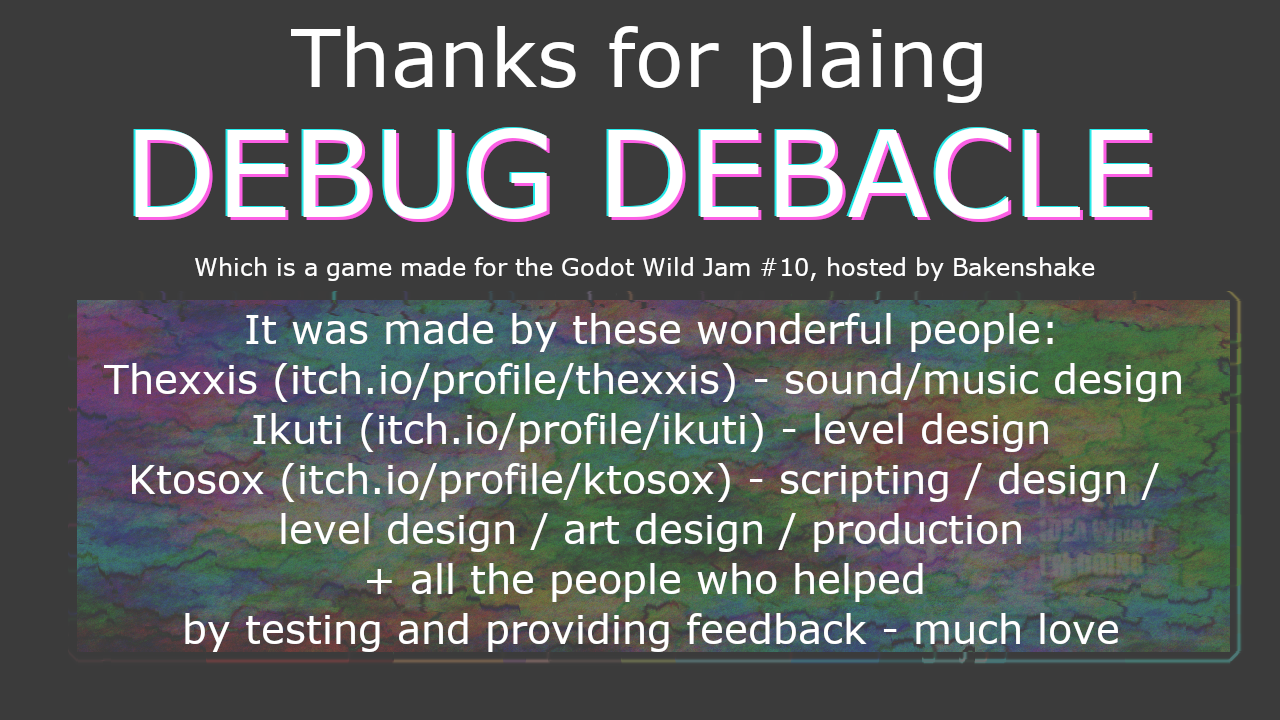 Thanks for plaing
DEBUG DEBACLE
Which is a game made for the Godot Wild Jam #10, hosted by Bakenshake
It was made by these wonderful people:
Thexxis (itch.io/profile/thexxis) - sound/music design
Ikuti (itch.io/profile/ikuti) - level design
Ktosox (itch.io/profile/ktosox) - scripting / design /
level design / art design / production
IDEA WHAT
I'M DOING
+ all the people who helped
by testing and providing feedback - much love